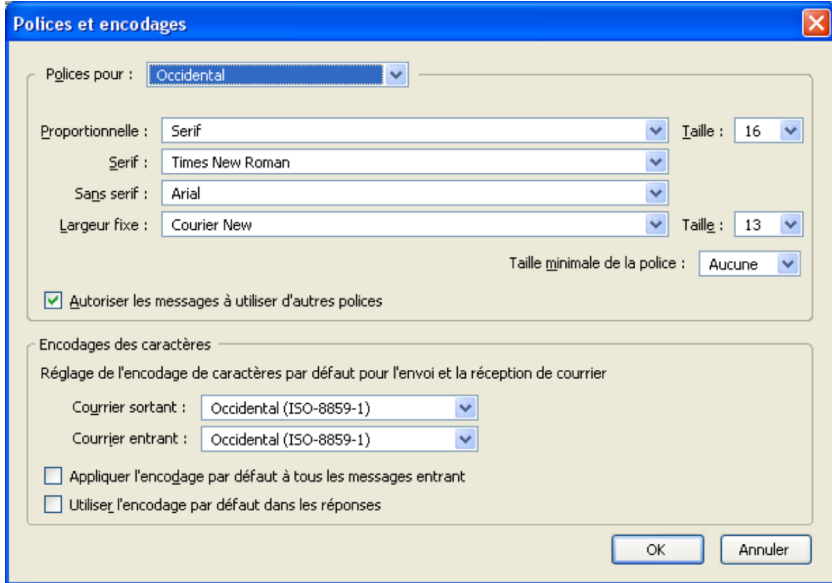 Polices et encodages
Polices pour : Occidental
Proportionnelle : Serif Taille : 16
Serif : Times New Roman
Sans serif : Arial
Largeur fixe : Courier New Taille : 13
Taille minimale de la police : Aucune
Autoriser les messages à utiliser d'autres polices
Encodages des caractères
Réglage de l'encodage de caractères par défaut pour l'envoi et la réception de courrier
Courrier sortant : Occidental (ISO-8859-1)
Courrier entrant : Occidental (ISO-8859-1)
Appliquer l'encodage par défaut à tous les messages entrant
Utiliser l'encodage par défaut dans les réponses
OK Annuler